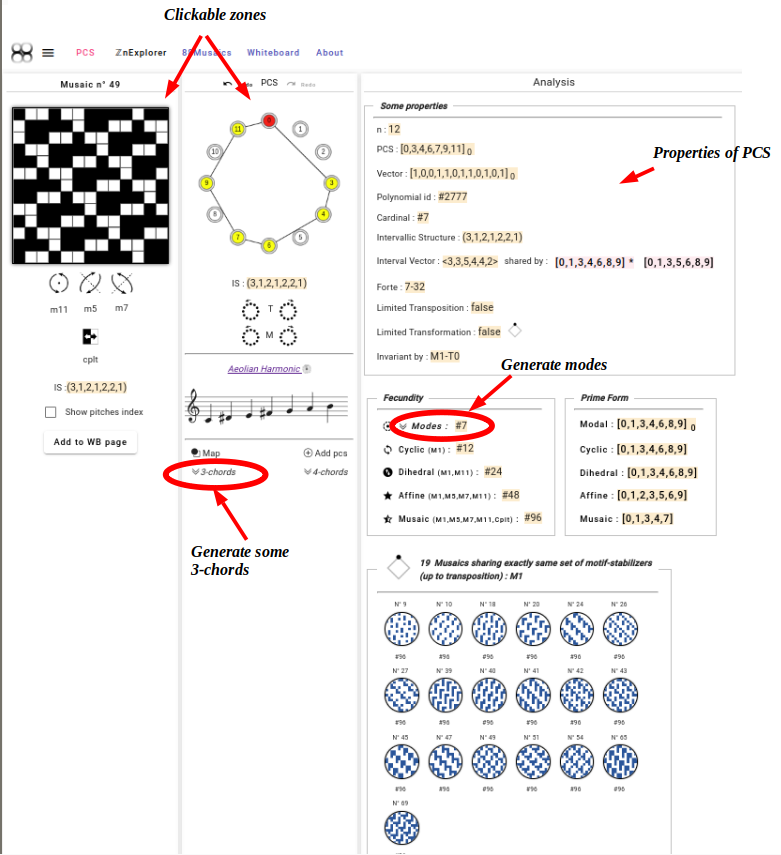 Clickable zones
PCS ZnExplorer 88Musaics Whiteboard About
Musaic n° 49
PCS Redo
Analysis
11 1
10 2
9 3
8 4
7 5
6
IS : (3,1,2,1,2,2,1)
T
M
Aeolian Harmonic
Map Add pcs
3-chords 4-chords
Generate some
3-chords
m11 m5 m7
cplt
IS :(3,1,2,1,2,2,1)
Show pitches index
Add to WB page
Some properties
n : 12
PCS : [0,3,4,6,7,9,11] 0
Properties of PCS
Vector : [1,0,0,1,1,0,1,1,0,1,0,1] 0
Polynomial id : #2777
Cardinal : #7
Intervallic Structure : (3,1,2,1,2,2,1)
Interval Vector : <3,3,5,4,4,2> shared by : [0,1,3,4,6,8,9] * [0,1,3,5,6,8,9]
Forte : 7-32
Limited Transposition : false
Limited Transformation : false
Invariant by : M1-T0
Generate modes
Fecundity
Modes : #7
Cyclic (M1) : #12
Dihedral (M1,M11) : #24
Affine (M1,M5,M7,M11) : #48
Musaic (M1,M5,M7,M11,Cplt) : #96
Prime Form
Modal : [0,1,3,4,6,8,9] 0
Cyclic : [0,1,3,4,6,8,9]
Dihedral : [0,1,3,4,6,8,9]
Affine : [0,1,2,3,5,6,9]
Musaic : [0,1,3,4,7]
19 Musaics sharing exactly same set of motif-stabilizers
(up to transposition) : M1
N° 9 N° 10 N° 18 N° 20 N° 24 N° 26
#96 #96 #96 #96 #96 #96
N° 27 N° 39 N° 40 N° 41 N° 42 N° 43
#96 #96 #96 #96 #96 #96
N° 45 N° 47 N° 49 N° 51 N° 54 N° 65
#96 #96 #96 #96 #96 #96
N° 69